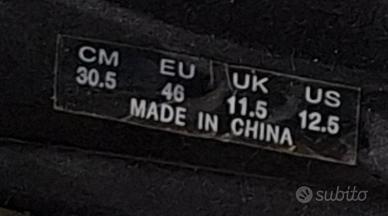 CM EU UK US
30.5 46 11.5 12.5
MADE IN CHINA
subito